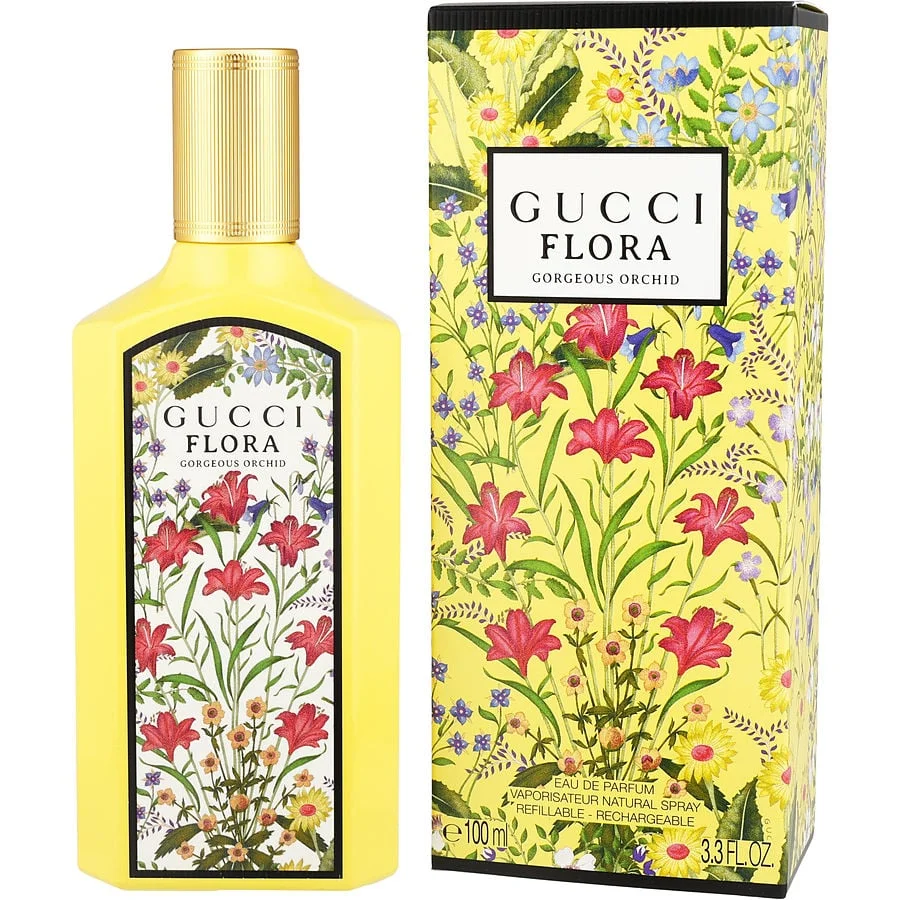 GUCCI
FLORA
GORGEOUS ORCHID
GUCCI
FLORA
GORGEOUS ORCHID
EAU DE PARFUM
VAPORISATEUR NATURAL SPRAY
REFILLABLE - RECHARGEABLE
℮ 100 ml
3.3 FL.OZ.